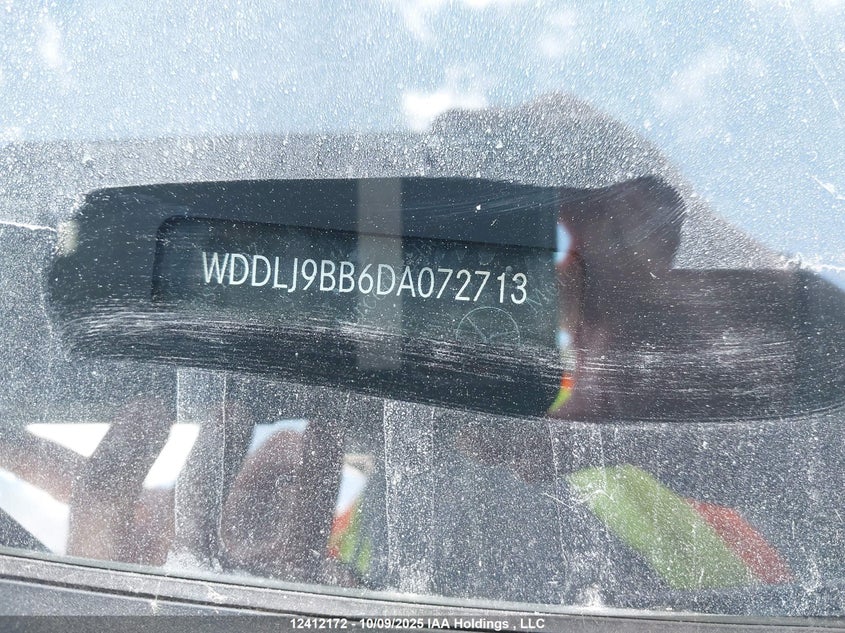 WDDLJ9BB6DA072713
12412172 - 10/09/2025 IAA Holdings , LLC